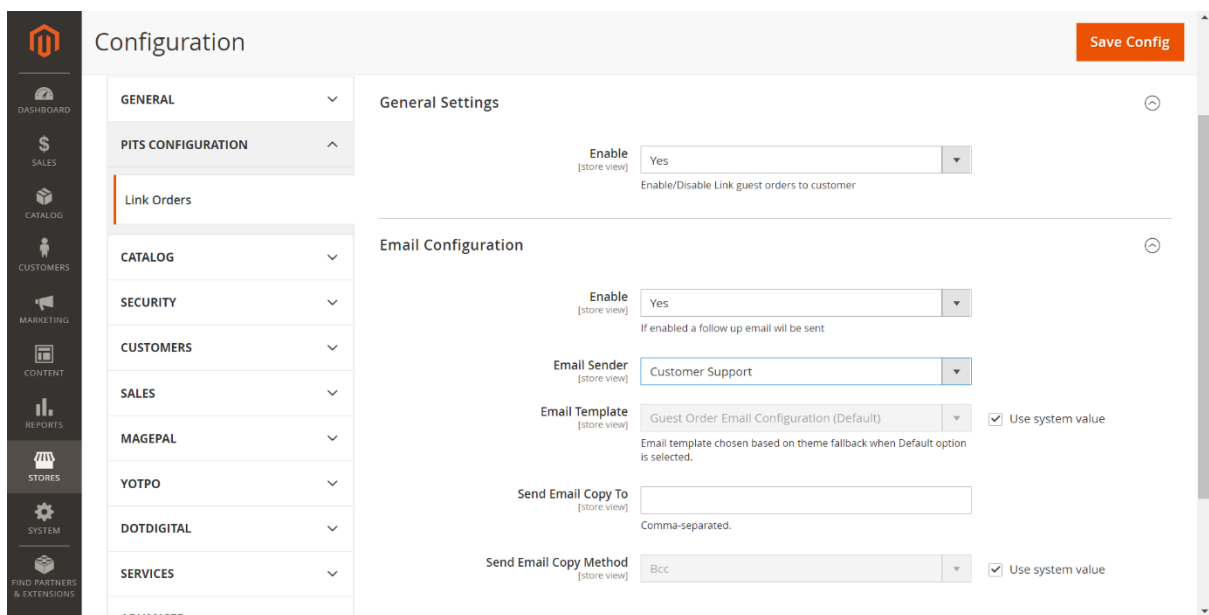 Configuration
Save Config
DASHBOARD
SALES
CATALOG
CUSTOMERS
MARKETING
CONTENT
REPORTS
STORES
SYSTEM
FIND PARTNERS
& EXTENSIONS
GENERAL
PITS CONFIGURATION
Link Orders
CATALOG
SECURITY
CUSTOMERS
SALES
MAGEPAL
YOTPO
DOTDIGITAL
SERVICES
General Settings
Enable
[store view]
Yes
Enable/Disable Link guest orders to customer
Email Configuration
Enable
[store view]
Yes
If enabled a follow up email wil be sent
Email Sender
[store view]
Customer Support
Email Template
[store view]
Guest Order Email Configuration (Default)
Use system value
Email template chosen based on theme fallback when Default option
is selected.
Send Email Copy To
[store view]
Comma-separated.
Send Email Copy Method
[store view]
Bcc
Use system value